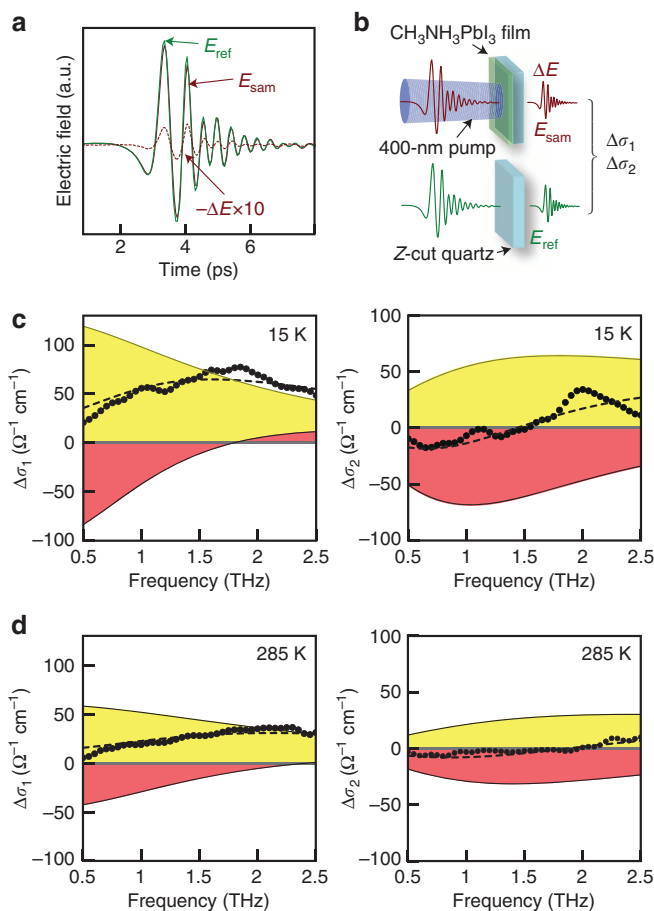 a
E_ref
E_sam
−ΔE×10
Electric field (a.u.)
2 4 6
Time (ps)
b
CH₃NH₃PbI₃ film
ΔE
E_sam
400-nm pump
Δσ₁
Δσ₂
E_ref
Z-cut quartz
c
15 K
100
50
0
−50
−100
Δσ₁ (Ω⁻¹ cm⁻¹)
0.5 1 1.5 2 2.5
Frequency (THz)
15 K
100
50
0
−50
−100
Δσ₂ (Ω⁻¹ cm⁻¹)
0.5 1 1.5 2 2.5
Frequency (THz)
d
285 K
100
50
0
−50
−100
Δσ₁ (Ω⁻¹ cm⁻¹)
0.5 1 1.5 2 2.5
Frequency (THz)
285 K
100
50
0
−50
−100
Δσ₂ (Ω⁻¹ cm⁻¹)
0.5 1 1.5 2 2.5
Frequency (THz)